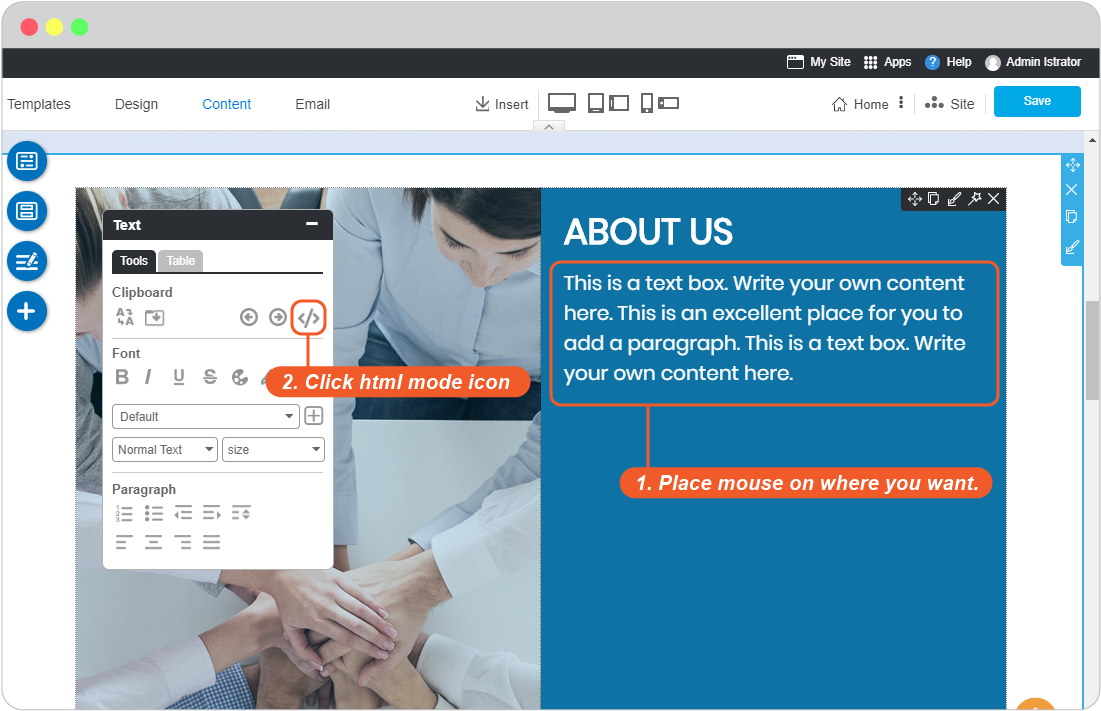 My Site Apps ? Help Admin Istrator
Templates Design Content Email Insert Home Site Save
Text
Tools Table
Clipboard
Font
B I U S
Default
Normal Text size
Paragraph
2. Click html mode icon
ABOUT US
This is a text box. Write your own content
here. This is an excellent place for you to
add a paragraph. This is a text box. Write
your own content here.
1. Place mouse on where you want.